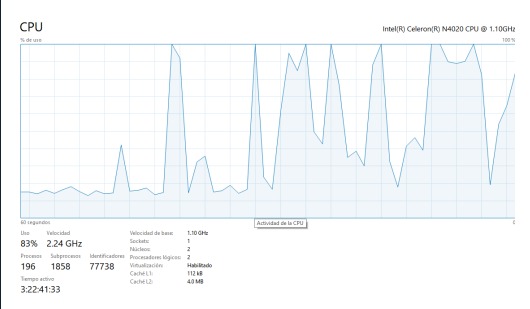 CPU
Intel(R) Celeron(R) N4020 CPU @ 1.10GHz
% de uso
100 %
60 segundos
0
Actividad de la CPU
Uso
Velocidad
83%
2.24 GHz
Procesos
Subprocesos
Identificadores
196
1858
77738
Tiempo activo
3:22:41:33
Velocidad de base:
1,10 GHz
Sockets:
1
Núcleos:
2
Procesadores lógicos:
2
Virtualización:
Habilitado
Caché L1:
112 kB
Caché L2:
4.0 MB